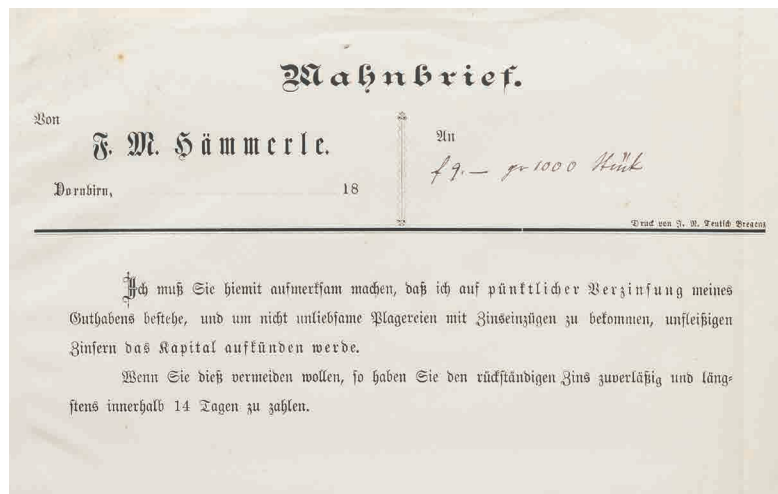 Mahnbrief.
Von
F. M. Hämmerle.
Dornbirn, 18
An
f 9.— pr 1000 Stük
Druck von J. N. Teutsch Bregenz
Ich muß Sie hiemit aufmerksam machen, daß ich auf pünktlicher Verzinsung meines
Guthabens bestehe, und um nicht unliebsame Plagereien mit Zinseinzügen zu bekommen, unfleißigen
Zinsern das Kapital aufkünden werde.
Wenn Sie dieß vermeiden wollen, so haben Sie den rückständigen Zins zuverläßig und läng-
stens innerhalb 14 Tagen zu zahlen.